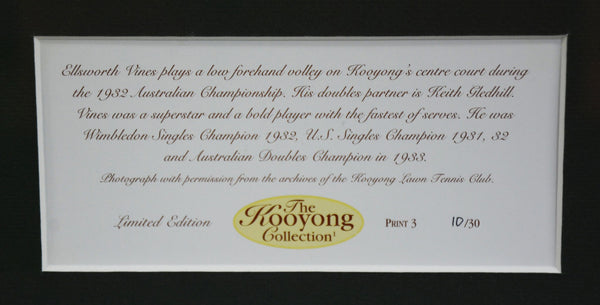 Ellsworth Vines plays a low forehand volley on Kooyong's centre court during
the 1932 Australian Championship. His doubles partner is Keith Gledhill.
Vines was a superstar and a bold player with the fastest of serves. He was
Wimbledon Singles Champion 1932, U.S. Singles Champion 1931, 32
and Australian Doubles Champion in 1933.
Photograph with permission from the archives of the Kooyong Lawn Tennis Club.
Limited Edition The Kooyong Collection¹ PRINT 3 10/30